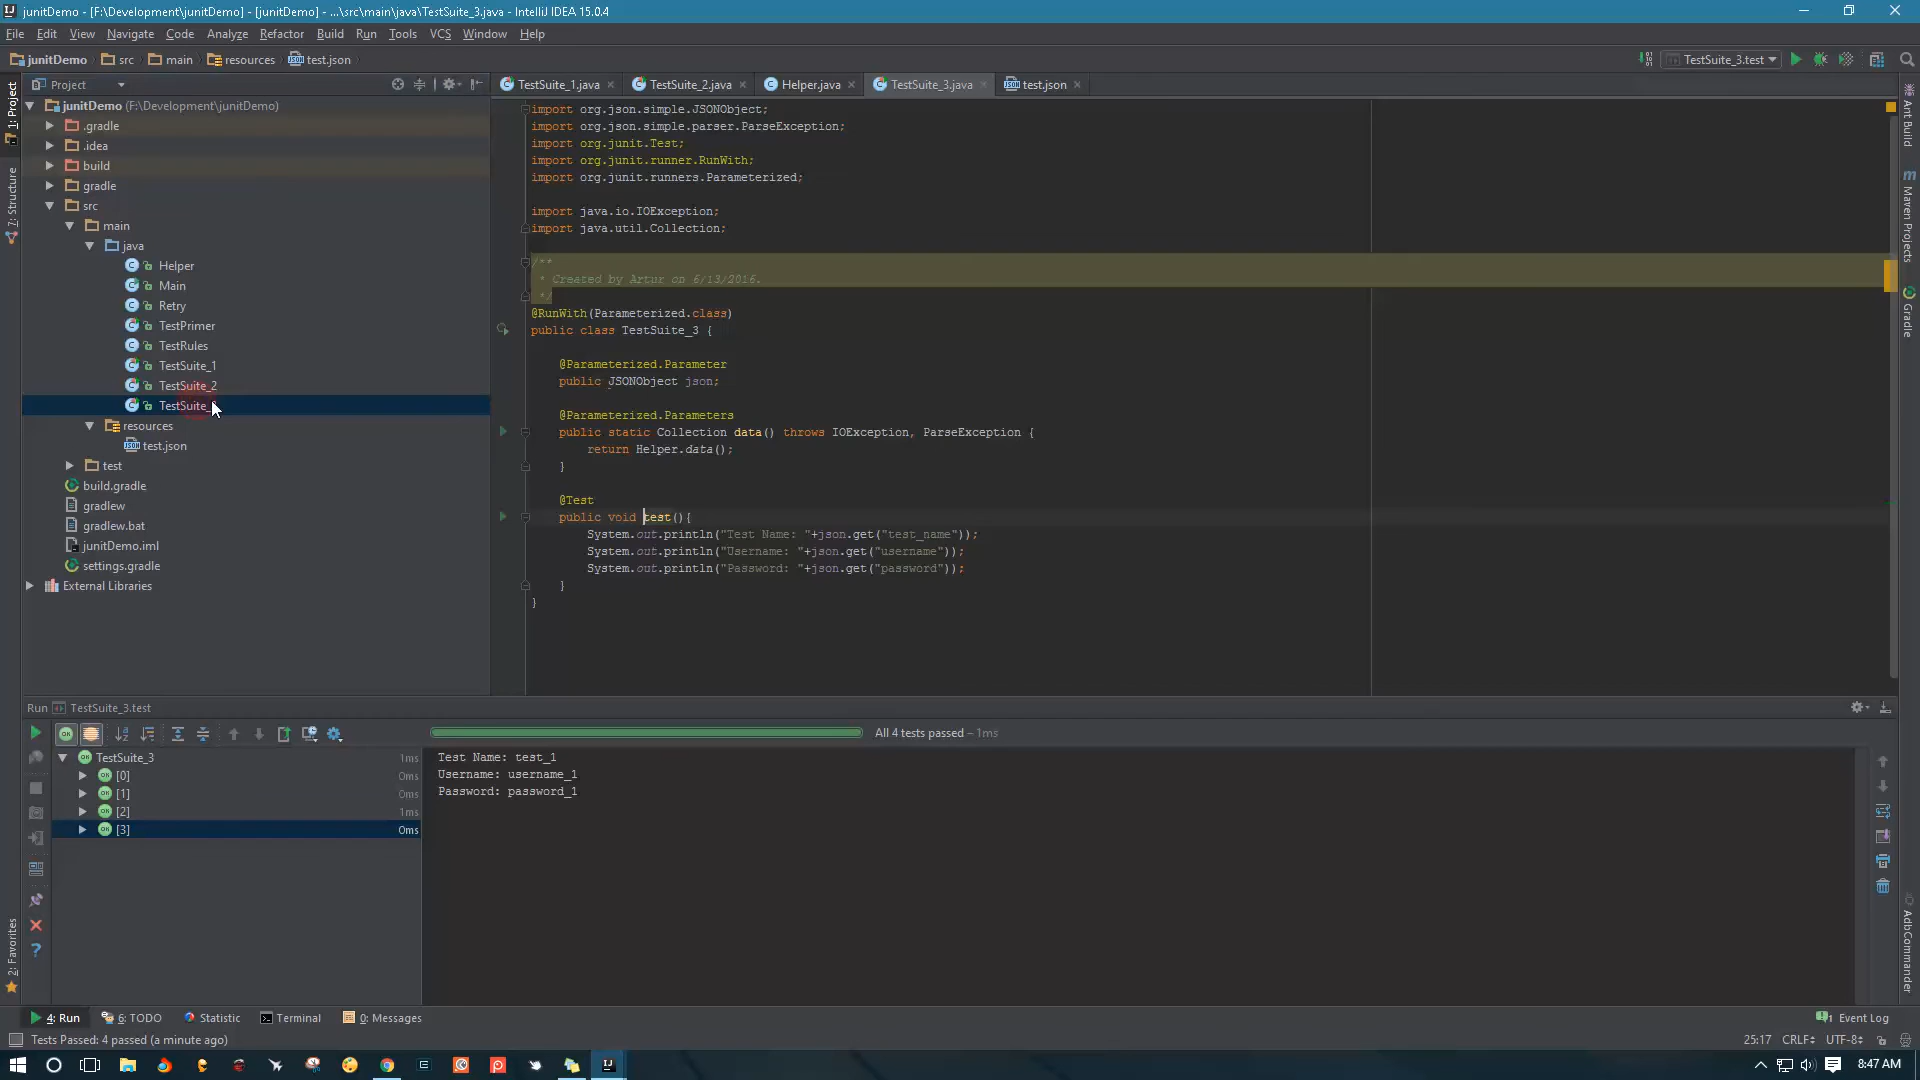 junitDemo - [F:\Development\junitDemo] - [junitDemo] - ...\src\main\java\TestSuite_3.java - IntelliJ IDEA 15.0.4
File Edit View Navigate Code Analyze Refactor Build Run Tools VCS Window Help
junitDemo src main resources test.json TestSuite_3.test
Project
TestSuite_1.java TestSuite_2.java Helper.java TestSuite_3.java test.json
1: Project
7: Structure
2: Favorites
junitDemo (F:\Development\junitDemo)
.gradle
.idea
build
gradle
src
main
java
Helper
Main
Retry
TestPrimer
TestRules
TestSuite_1
TestSuite_2
TestSuite_
resources
test.json
test
build.gradle
gradlew
gradlew.bat
junitDemo.iml
settings.gradle
External Libraries
import org.json.simple.JSONObject;
import org.json.simple.parser.ParseException;
import org.junit.Test;
import org.junit.runner.RunWith;
import org.junit.runners.Parameterized;
import java.io.IOException;
import java.util.Collection;
/**
* Created by Artur on 6/13/2016.
*/
@RunWith(Parameterized.class)
public class TestSuite_3 {
@Parameterized.Parameter
public JSONObject json;
@Parameterized.Parameters
public static Collection data() throws IOException, ParseException {
return Helper.data();
}
@Test
public void test(){
System.out.println("Test Name: "+json.get("test_name"));
System.out.println("Username: "+json.get("username"));
System.out.println("Password: "+json.get("password"));
}
}
Ant Build
Maven Projects
Gradle
AdbCommander
Run TestSuite_3.test
All 4 tests passed – 1ms
TestSuite_3 1ms
[0] 0ms
[1] 0ms
[2] 1ms
[3] 0ms
Test Name: test_1
Username: username_1
Password: password_1
4: Run 6: TODO Statistic Terminal 0: Messages 1 Event Log
Tests Passed: 4 passed (a minute ago) 25:17 CRLF UTF-8
8:47 AM